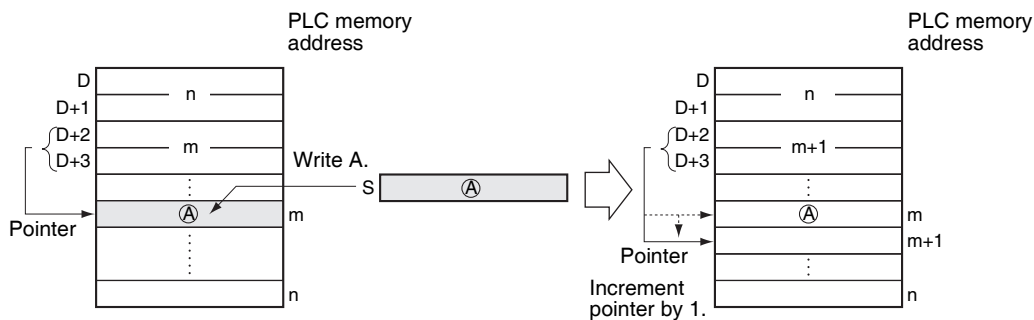 PLC memory
address
D
n
D+1
D+2
m
D+3
Write A.
S
A
A
m
Pointer
n
PLC memory
address
D
n
D+1
D+2
m+1
D+3
A
m
m+1
Pointer
Increment
pointer by 1.
n